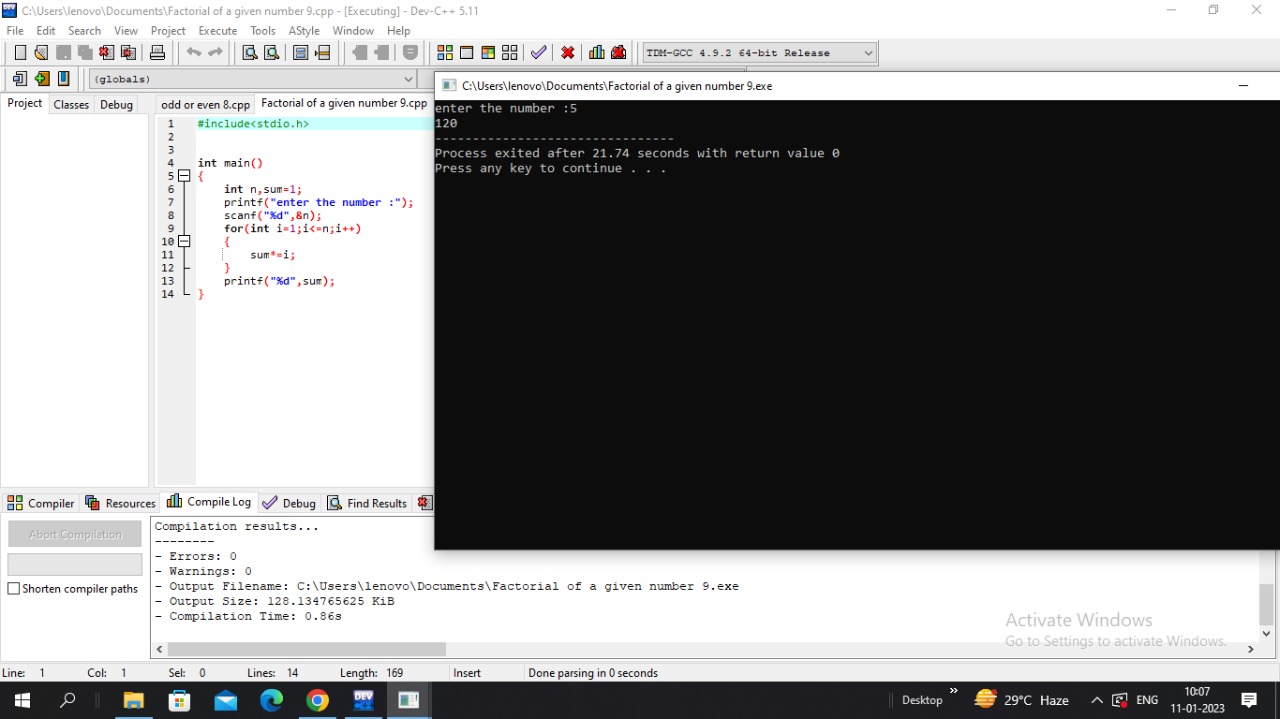 C:\Users\lenovo\Documents\Factorial of a given number 9.cpp - [Executing] - Dev-C++ 5.11
File Edit Search View Project Execute Tools AStyle Window Help
TDM-GCC 4.9.2 64-bit Release
(globals)
Project Classes Debug
odd or even 8.cpp Factorial of a given number 9.cpp
1 #include<stdio.h>
2
3
4 int main()
5 {
6 int n,sum=1;
7 printf("enter the number :");
8 scanf("%d",&n);
9 for(int i=1;i<=n;i++)
10 {
11 sum*=i;
12 }
13 printf("%d",sum);
14 }
C:\Users\lenovo\Documents\Factorial of a given number 9.exe
enter the number :5
120
--------------------------------
Process exited after 21.74 seconds with return value 0
Press any key to continue . . .
Compiler Resources Compile Log Debug Find Results
Abort Compilation
Shorten compiler paths
Compilation results...
--------
- Errors: 0
- Warnings: 0
- Output Filename: C:\Users\lenovo\Documents\Factorial of a given number 9.exe
- Output Size: 128.134765625 KiB
- Compilation Time: 0.86s
Activate Windows
Go to Settings to activate Windows.
Line: 1 Col: 1 Sel: 0 Lines: 14 Length: 169 Insert Done parsing in 0 seconds
DEV
Desktop » 29°C Haze ENG 10:07
11-01-2023